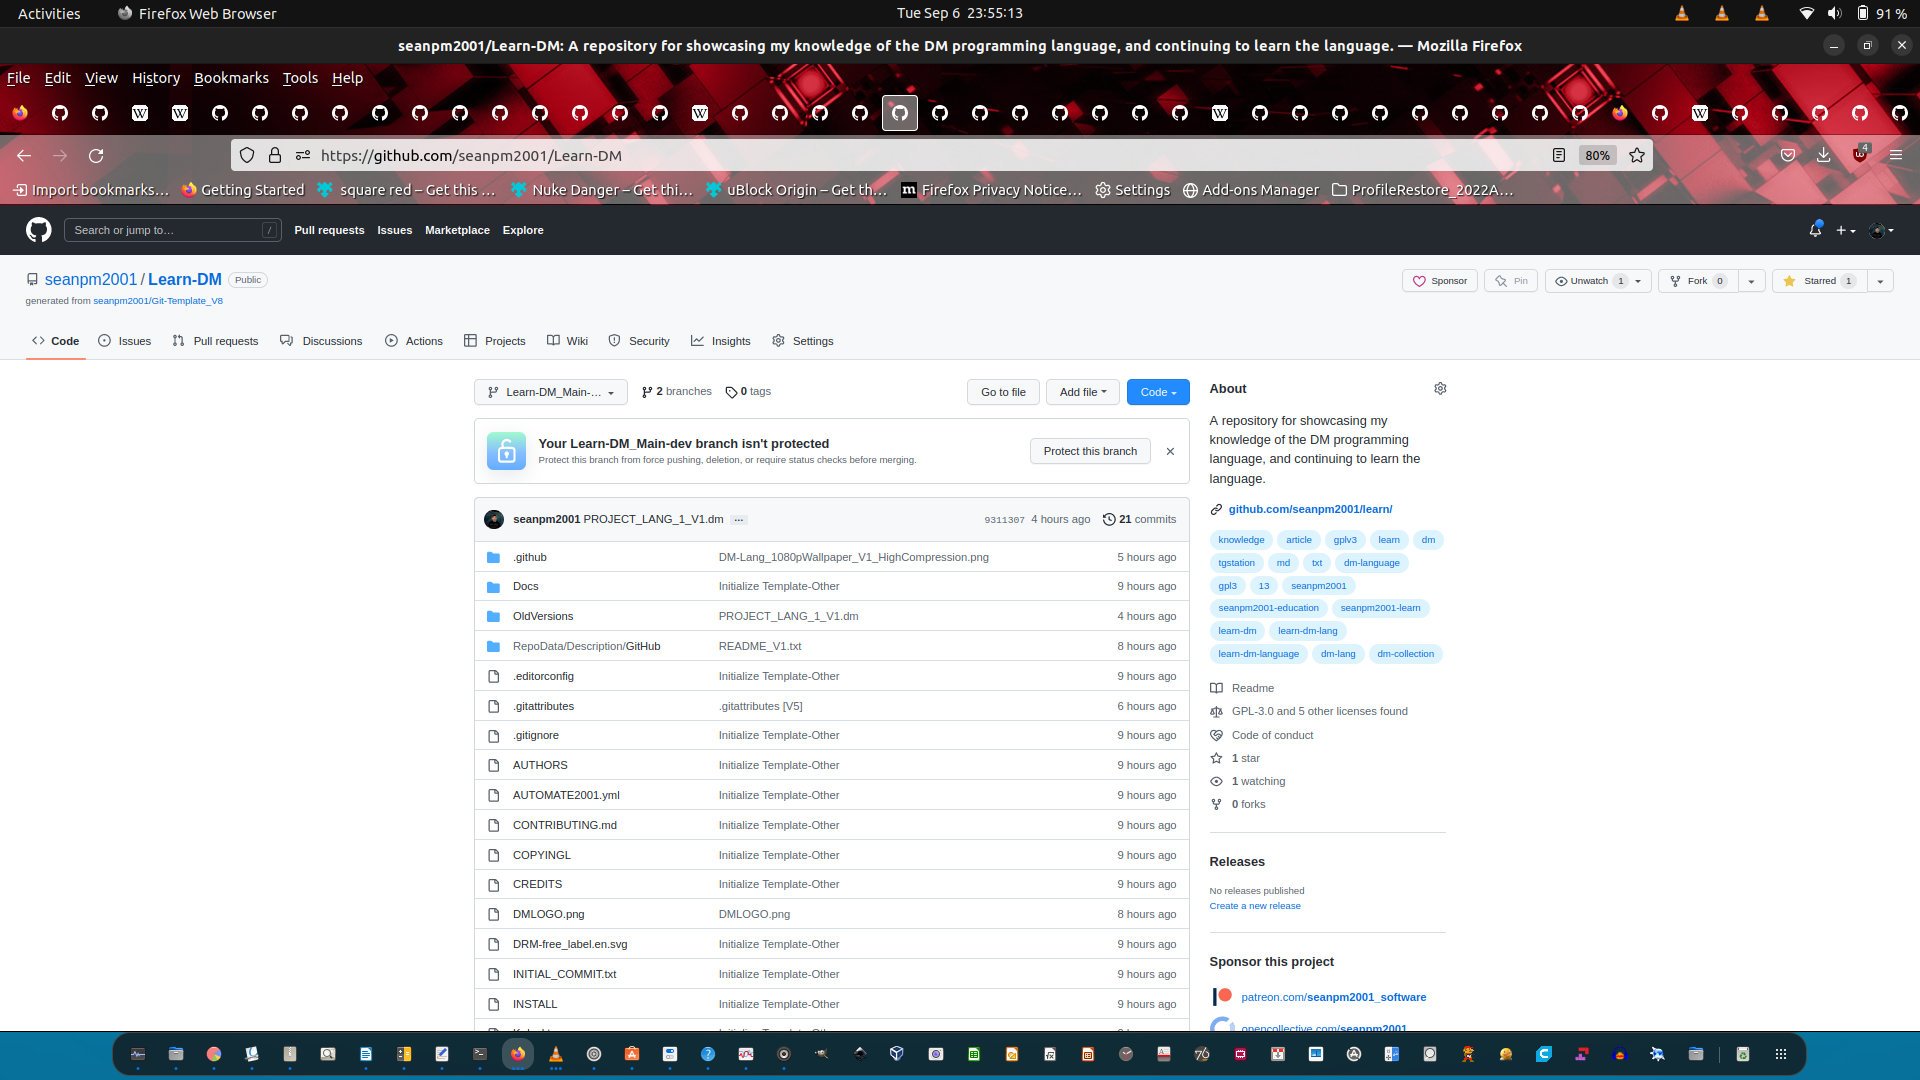 Activities Firefox Web Browser Tue Sep 6 23:55:13 91 %
seanpm2001/Learn-DM: A repository for showcasing my knowledge of the DM programming language, and continuing to learn the language. — Mozilla Firefox
File Edit View History Bookmarks Tools Help
https://github.com/seanpm2001/Learn-DM 80% 4
Import bookmarks… Getting Started square red – Get this … Nuke Danger – Get thi… uBlock Origin – Get th… Firefox Privacy Notice… Settings Add-ons Manager ProfileRestore_2022A…
Search or jump to… / Pull requests Issues Marketplace Explore
seanpm2001 / Learn-DM Public Sponsor Pin Unwatch 1 Fork 0 Starred 1
generated from seanpm2001/Git-Template_V8
Code Issues Pull requests Discussions Actions Projects Wiki Security Insights Settings
Learn-DM_Main-… 2 branches 0 tags Go to file Add file Code
Your Learn-DM_Main-dev branch isn't protected
Protect this branch from force pushing, deletion, or require status checks before merging.
Protect this branch
seanpm2001 PROJECT_LANG_1_V1.dm … 9311307 4 hours ago 21 commits
.github DM-Lang_1080pWallpaper_V1_HighCompression.png 5 hours ago
Docs Initialize Template-Other 9 hours ago
OldVersions PROJECT_LANG_1_V1.dm 4 hours ago
RepoData/Description/GitHub README_V1.txt 8 hours ago
.editorconfig Initialize Template-Other 9 hours ago
.gitattributes .gitattributes [V5] 6 hours ago
.gitignore Initialize Template-Other 9 hours ago
AUTHORS Initialize Template-Other 9 hours ago
AUTOMATE2001.yml Initialize Template-Other 9 hours ago
CONTRIBUTING.md Initialize Template-Other 9 hours ago
COPYINGL Initialize Template-Other 9 hours ago
CREDITS Initialize Template-Other 9 hours ago
DMLOGO.png DMLOGO.png 8 hours ago
DRM-free_label.en.svg Initialize Template-Other 9 hours ago
INITIAL_COMMIT.txt Initialize Template-Other 9 hours ago
INSTALL Initialize Template-Other 9 hours ago
About
A repository for showcasing my
knowledge of the DM programming
language, and continuing to learn the
language.
github.com/seanpm2001/learn/
knowledge article gplv3 learn dm
tgstation md txt dm-language
gpl3 13 seanpm2001
seanpm2001-education seanpm2001-learn
learn-dm learn-dm-lang
learn-dm-language dm-lang dm-collection
Readme
GPL-3.0 and 5 other licenses found
Code of conduct
1 star
1 watching
0 forks
Releases
No releases published
Create a new release
Sponsor this project
patreon.com/seanpm2001_software
opencollective.com/seanpm2001